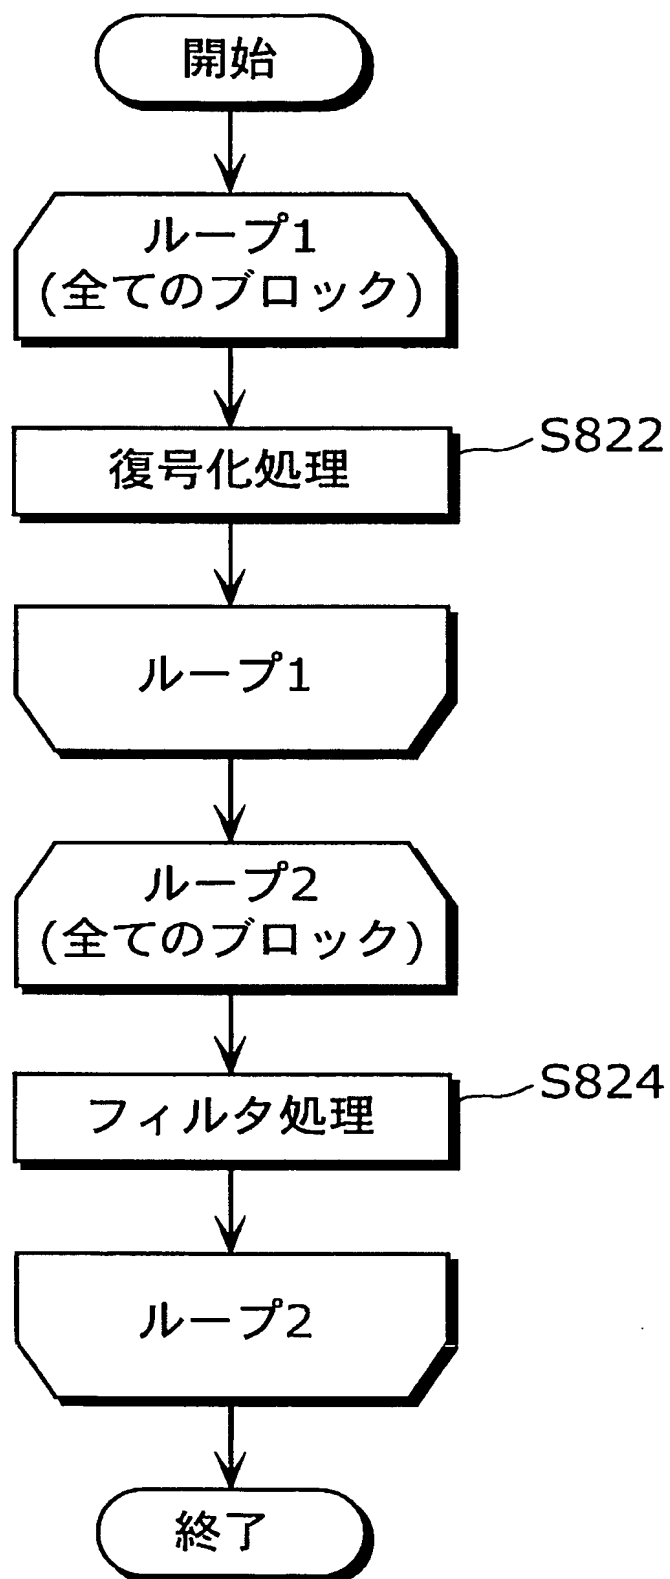 開始
ループ1
(全てのブロック)
復号化処理
S822
ループ1
ループ2
(全てのブロック)
フィルタ処理
S824
ループ2
終了